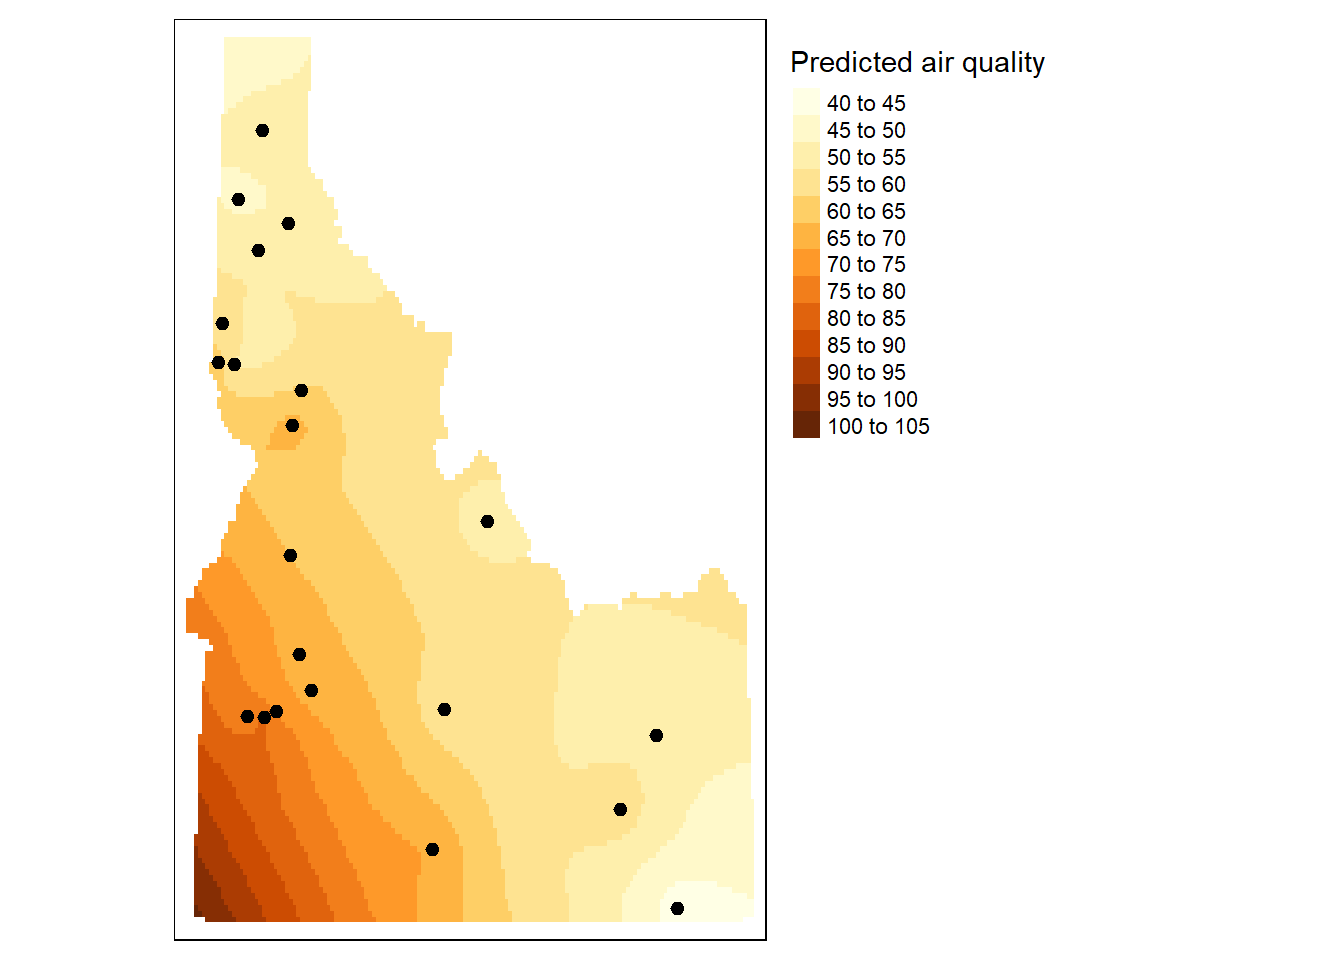 Predicted air quality
40 to 45
45 to 50
50 to 55
55 to 60
60 to 65
65 to 70
70 to 75
75 to 80
80 to 85
85 to 90
90 to 95
95 to 100
100 to 105